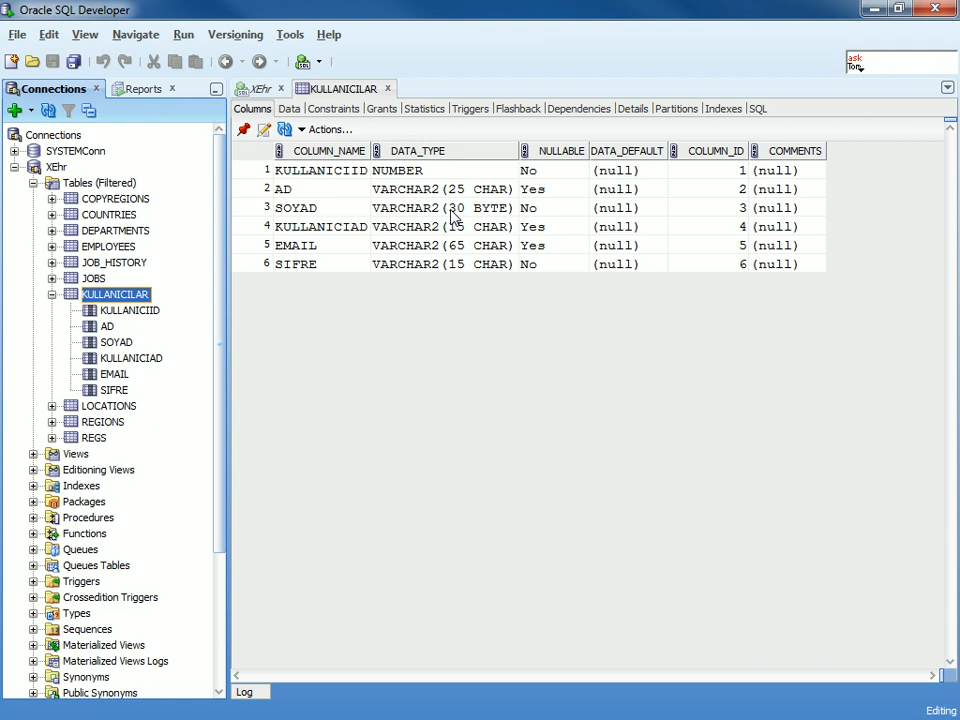 Oracle SQL Developer
File Edit View Navigate Run Versioning Tools Help
ask
Tom
Connections Reports
XEhr KULLANICILAR
Columns Data Constraints Grants Statistics Triggers Flashback Dependencies Details Partitions Indexes SQL
Actions...
COLUMN_NAME DATA_TYPE NULLABLE DATA_DEFAULT COLUMN_ID COMMENTS
1 KULLANICIID NUMBER No (null) 1 (null)
2 AD VARCHAR2(25 CHAR) Yes (null) 2 (null)
3 SOYAD VARCHAR2(30 BYTE) No (null) 3 (null)
4 KULLANICIAD VARCHAR2(15 CHAR) Yes (null) 4 (null)
5 EMAIL VARCHAR2(65 CHAR) Yes (null) 5 (null)
6 SIFRE VARCHAR2(15 CHAR) No (null) 6 (null)
Connections
SYSTEMConn
XEhr
Tables (Filtered)
COPYREGIONS
COUNTRIES
DEPARTMENTS
EMPLOYEES
JOB_HISTORY
JOBS
KULLANICILAR
KULLANICIID
AD
SOYAD
KULLANICIAD
EMAIL
SIFRE
LOCATIONS
REGIONS
REGS
Views
Editioning Views
Indexes
Packages
Procedures
Functions
Queues
Queues Tables
Triggers
Crossedition Triggers
Types
Sequences
Materialized Views
Materialized Views Logs
Synonyms
Public Synonyms
Log
Editing